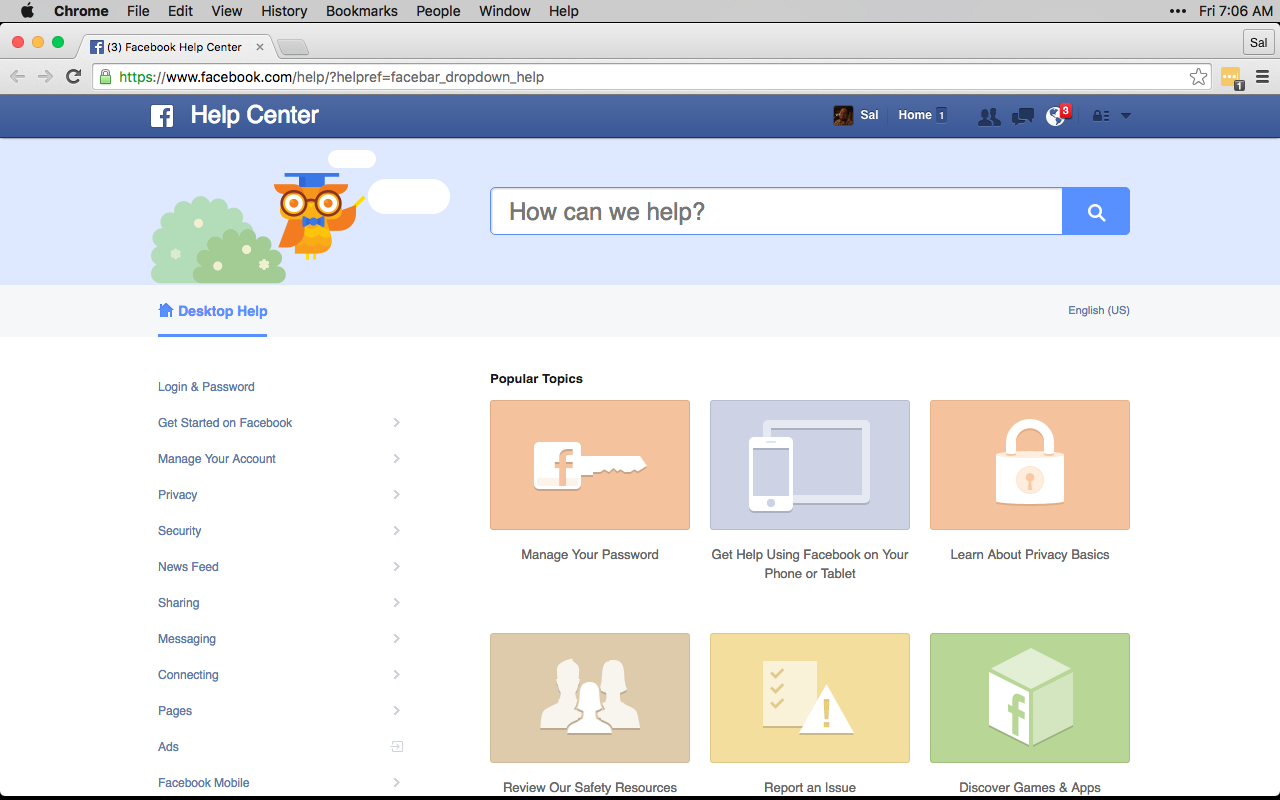 Chrome File Edit View History Bookmarks People Window Help ••• Fri 7:06 AM
(3) Facebook Help Center Sal
https://www.facebook.com/help/?helpref=facebar_dropdown_help 1
f Help Center Sal Home 1 3
How can we help?
Desktop Help English (US)
Login & Password
Get Started on Facebook
Manage Your Account
Privacy
Security
News Feed
Sharing
Messaging
Connecting
Pages
Ads
Facebook Mobile
Popular Topics
f
Manage Your Password
Get Help Using Facebook on Your
Phone or Tablet
Learn About Privacy Basics
Review Our Safety Resources
!
Report an Issue
f
Discover Games & Apps